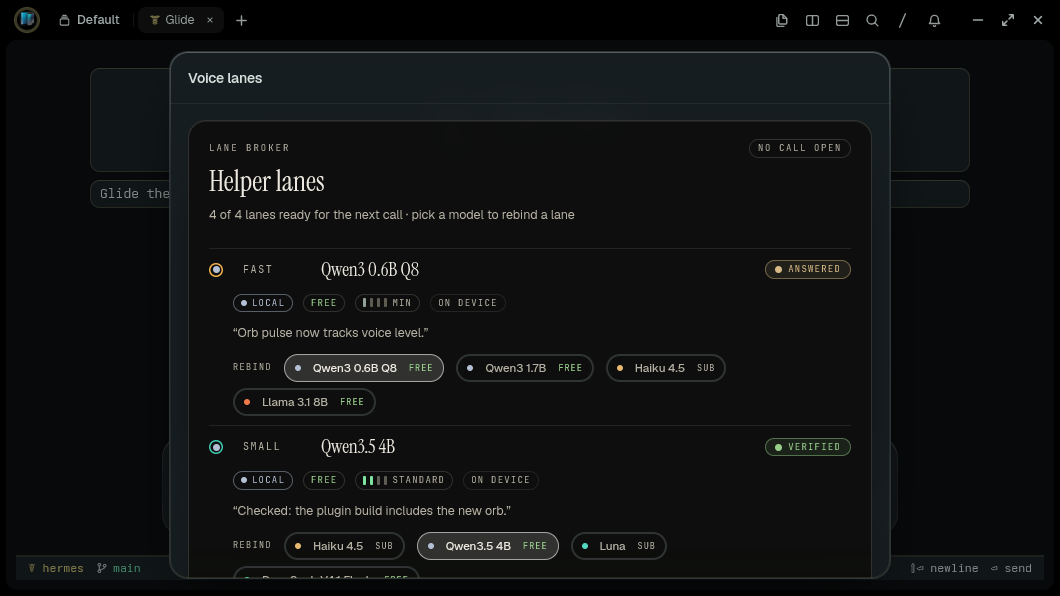 Default
Glide
Voice lanes
LANE BROKER
NO CALL OPEN
Helper lanes
4 of 4 lanes ready for the next call · pick a model to rebind a lane
Glide the
FAST Qwen3 0.6B Q8 ANSWERED
LOCAL FREE MIN ON DEVICE
“Orb pulse now tracks voice level.”
REBIND Qwen3 0.6B Q8 FREE Qwen3 1.7B FREE Haiku 4.5 SUB
Llama 3.1 8B FREE
SMALL Qwen3.5 4B VERIFIED
LOCAL FREE STANDARD ON DEVICE
“Checked: the plugin build includes the new orb.”
REBIND Haiku 4.5 SUB Qwen3.5 4B FREE Luna SUB
hermes main newline send